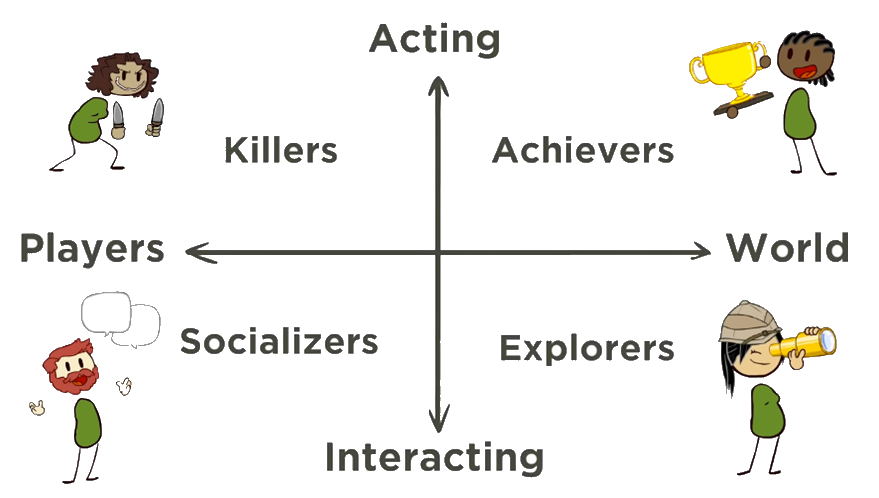 Acting
Killers
Achievers
Players
World
Socializers
Explorers
Interacting